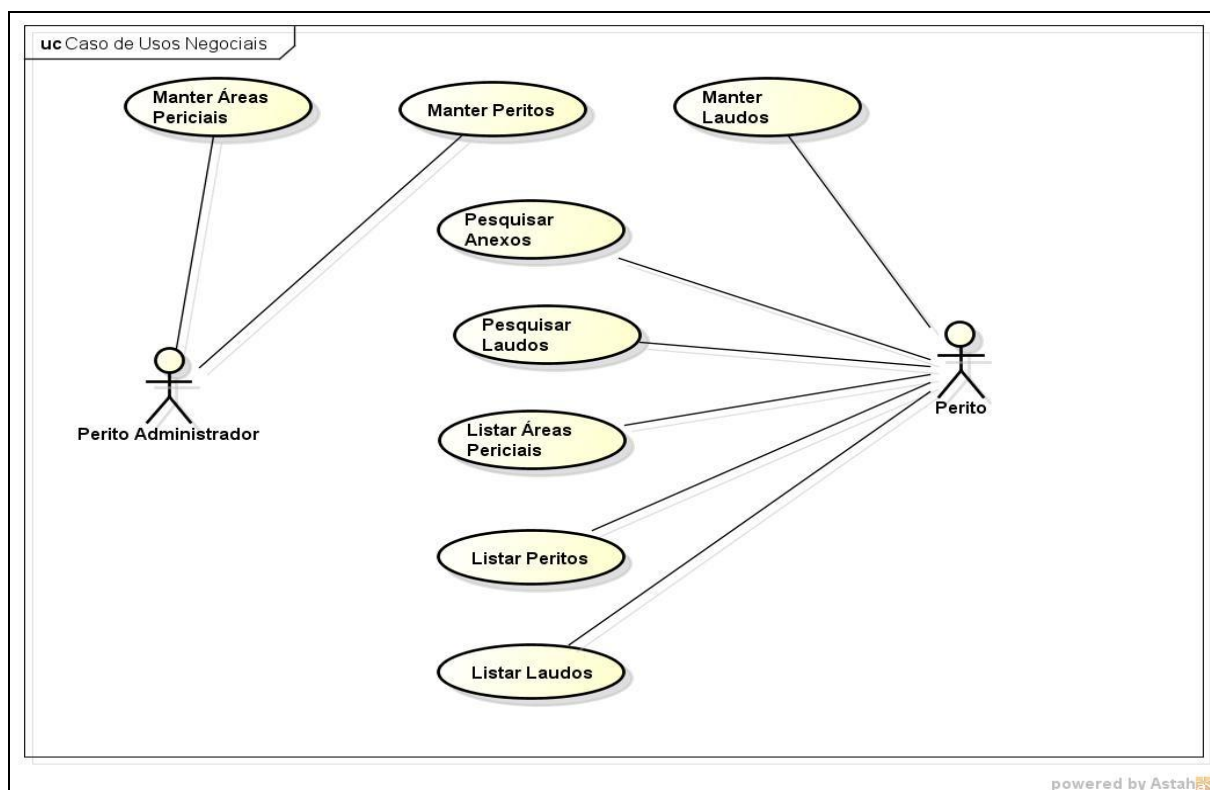 uc Caso de Usos Negociais
Manter Áreas
Periciais
Manter Peritos
Manter
Laudos
Pesquisar
Anexos
Pesquisar
Laudos
Perito
Perito Administrador
Listar Áreas
Periciais
Listar Peritos
Listar Laudos
powered by Astah